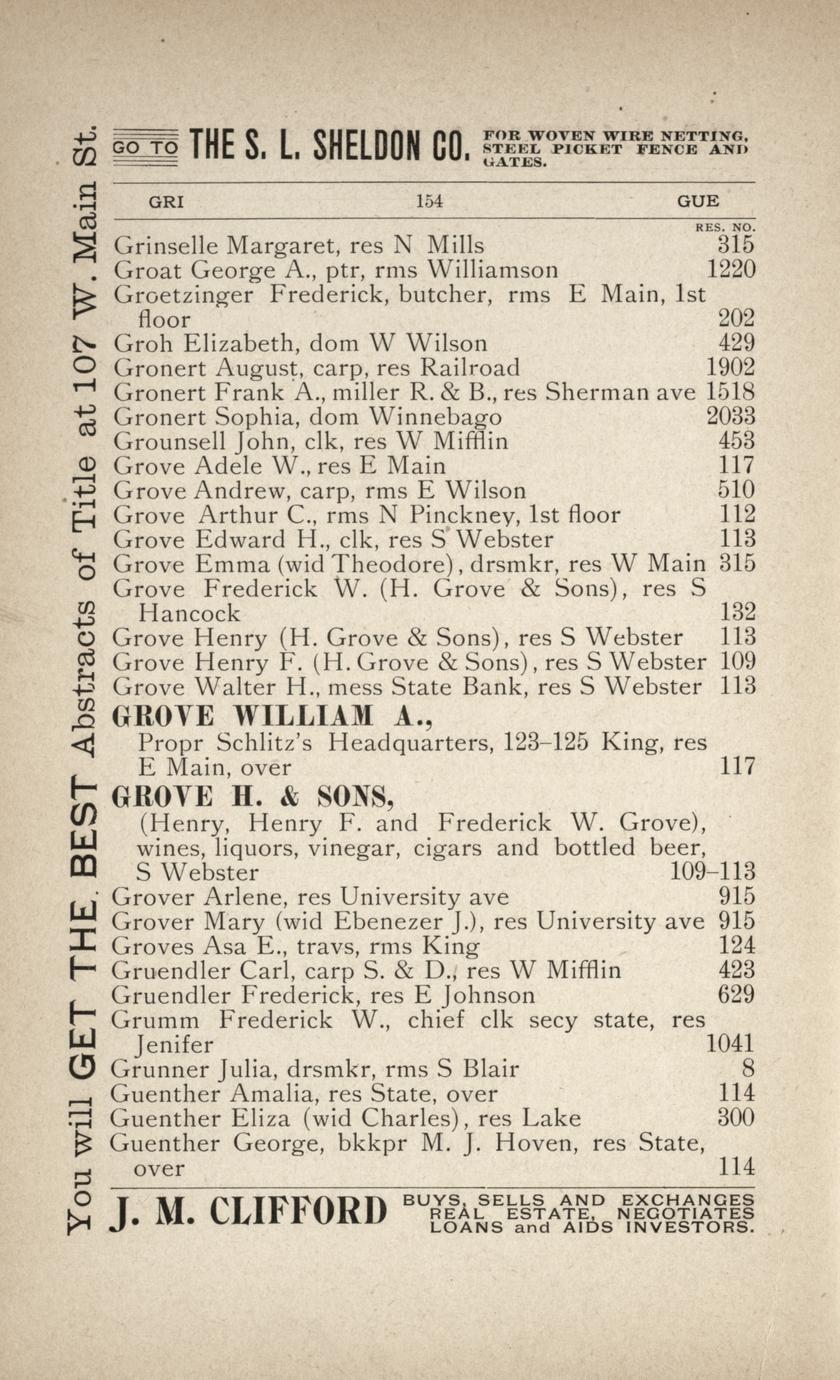 GO TO THE S. L. SHELDON CO. FOR WOVEN WIRE NETTING,
STEEL PICKET FENCE AND
GATES.
GRI 154 GUE
RES. NO.
Grinselle Margaret, res N Mills 315
Groat George A., ptr, rms Williamson 1220
Groetzinger Frederick, butcher, rms E Main, 1st
floor 202
Groh Elizabeth, dom W Wilson 429
Gronert August, carp, res Railroad 1902
Gronert Frank A., miller R. & B., res Sherman ave 1518
Gronert Sophia, dom Winnebago 2033
Grounsell John, clk, res W Mifflin 453
Grove Adele W., res E Main 117
Grove Andrew, carp, rms E Wilson 510
Grove Arthur C., rms N Pinckney, 1st floor 112
Grove Edward H., clk, res S Webster 113
Grove Emma (wid Theodore), drsmkr, res W Main 315
Grove Frederick W. (H. Grove & Sons), res S
Hancock 132
Grove Henry (H. Grove & Sons), res S Webster 113
Grove Henry F. (H. Grove & Sons), res S Webster 109
Grove Walter H., mess State Bank, res S Webster 113
GROVE WILLIAM A.,
Propr Schlitz's Headquarters, 123–125 King, res
E Main, over 117
GROVE H. & SONS,
(Henry, Henry F. and Frederick W. Grove),
wines, liquors, vinegar, cigars and bottled beer,
S Webster 109–113
Grover Arlene, res University ave 915
Grover Mary (wid Ebenezer J.), res University ave 915
Groves Asa E., travs, rms King 124
Gruendler Carl, carp S. & D., res W Mifflin 423
Gruendler Frederick, res E Johnson 629
Grumm Frederick W., chief clk secy state, res
Jenifer 1041
Grunner Julia, drsmkr, rms S Blair 8
Guenther Amalia, res State, over 114
Guenther Eliza (wid Charles), res Lake 300
Guenther George, bkkpr M. J. Hoven, res State,
over 114
J. M. CLIFFORD BUYS, SELLS AND EXCHANGES
REAL ESTATE, NEGOTIATES
LOANS and AIDS INVESTORS.
You will GET THE BEST Abstracts of Title at 107 W. Main St.